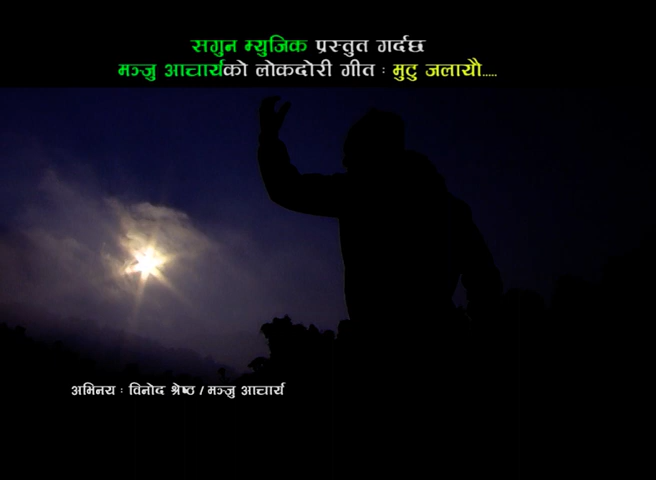 सगुन म्युजिक प्रस्तुत गर्दछ
मञ्जु आचार्यको लोकदोरी गीत : मुटु जलायौ.....
अभिनय : विनोद श्रेष्ठ / मञ्जु आचार्य